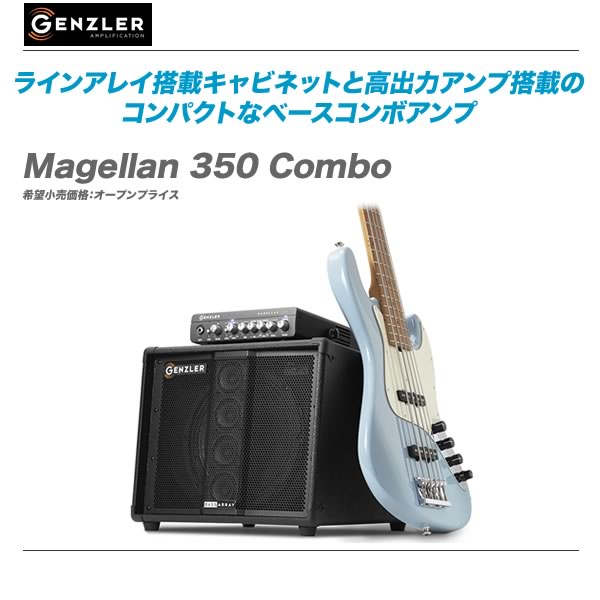 GENZLER
AMPLIFICATION
ラインアレイ搭載キャビネットと高出力アンプ搭載の
コンパクトなベースコンボアンプ
Magellan 350 Combo
希望小売価格：オープンプライス
GENZLER
MAGELLAN
GENZLER
BASS ARRAY